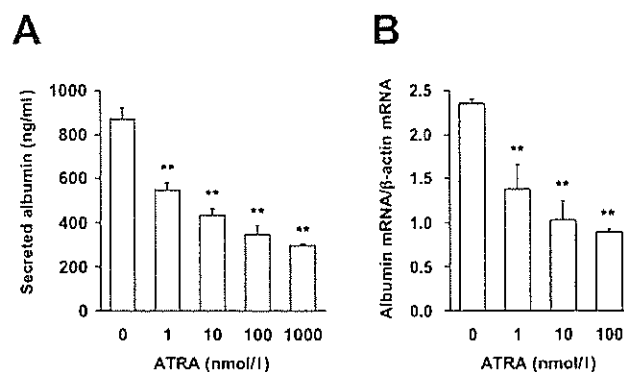 A
Secreted albumin (ng/ml)
1000
800
600
400
200
0
**
**
**
**
0 1 10 100 1000
ATRA (nmol/l)
B
Albumin mRNA/β-actin mRNA
2.5
2.0
1.5
1.0
0.5
0.0
**
**
**
0 1 10 100
ATRA (nmol/l)